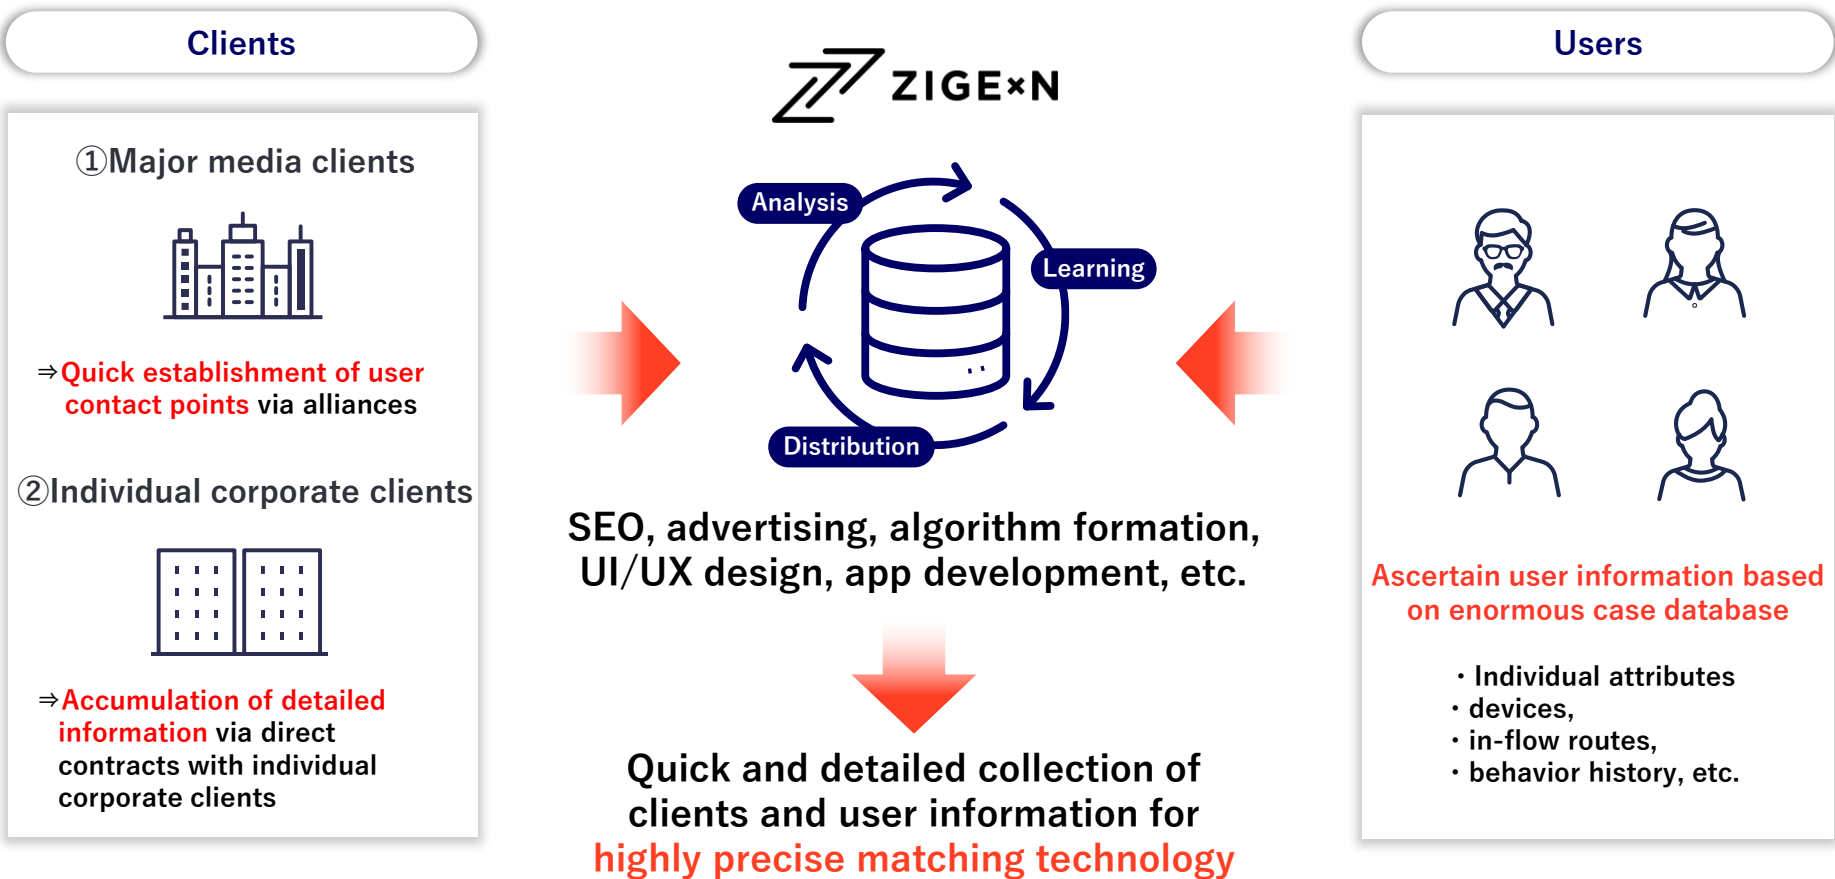 Clients
①Major media clients
⇒Quick establishment of user
contact points via alliances
②Individual corporate clients
⇒Accumulation of detailed
information via direct
contracts with individual
corporate clients
ZIGExN
Analysis
Learning
Distribution
SEO, advertising, algorithm formation,
UI/UX design, app development, etc.
Quick and detailed collection of
clients and user information for
highly precise matching technology
Users
Ascertain user information based
on enormous case database
・Individual attributes
・devices,
・in-flow routes,
・behavior history, etc.